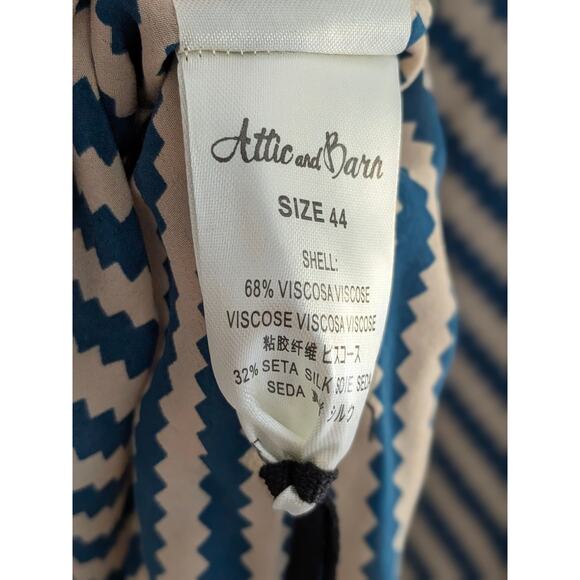 Attic and Barn
SIZE 44
SHELL:
68% VISCOSA VISCOSE
VISCOSE VISCOSA VISCOSE
粘胶纤维 ビスコース
32% SETA SILK SOIE SEDA
SEDA シルク